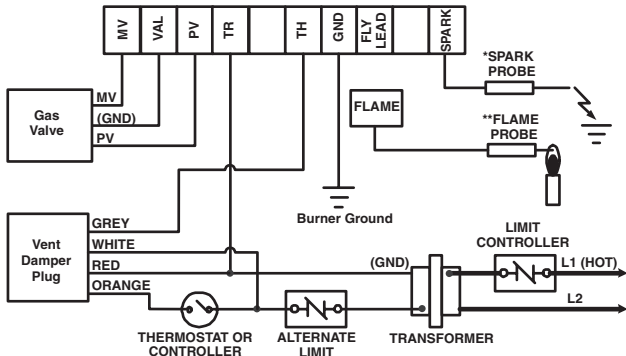 MV
VAL
PV
TR
TH
GND
FLY
LEAD
SPARK
*SPARK
PROBE
Gas
Valve
MV
(GND)
PV
FLAME
**FLAME
PROBE
Burner Ground
Vent
Damper
Plug
GREY
WHITE
RED
ORANGE
(GND)
LIMIT
CONTROLLER
L1 (HOT)
L2
THERMOSTAT OR
CONTROLLER
ALTERNATE
LIMIT
TRANSFORMER